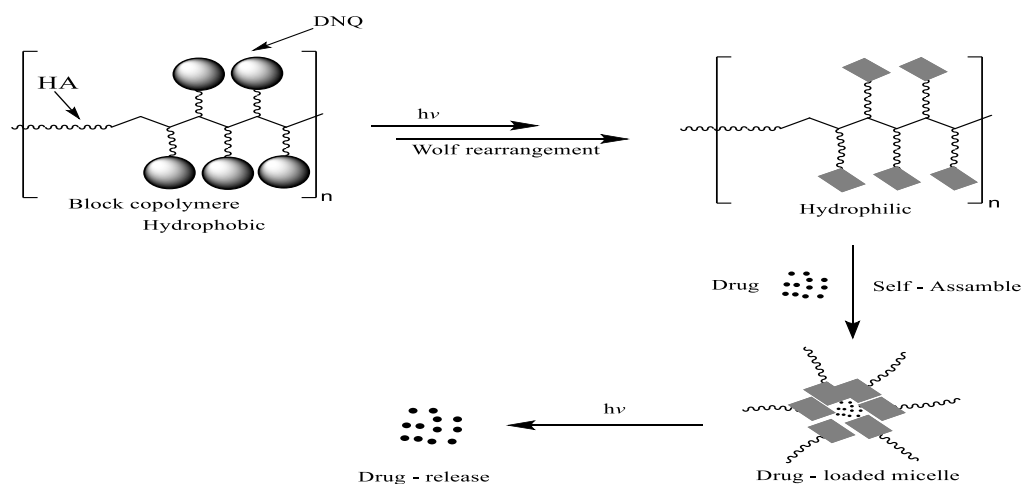 DNQ
HA
hν
Wolf rearrangement
n
n
Block copolymere
Hydrophobic
Hydrophilic
Drug
Self - Assamble
hν
Drug - release
Drug - loaded micelle